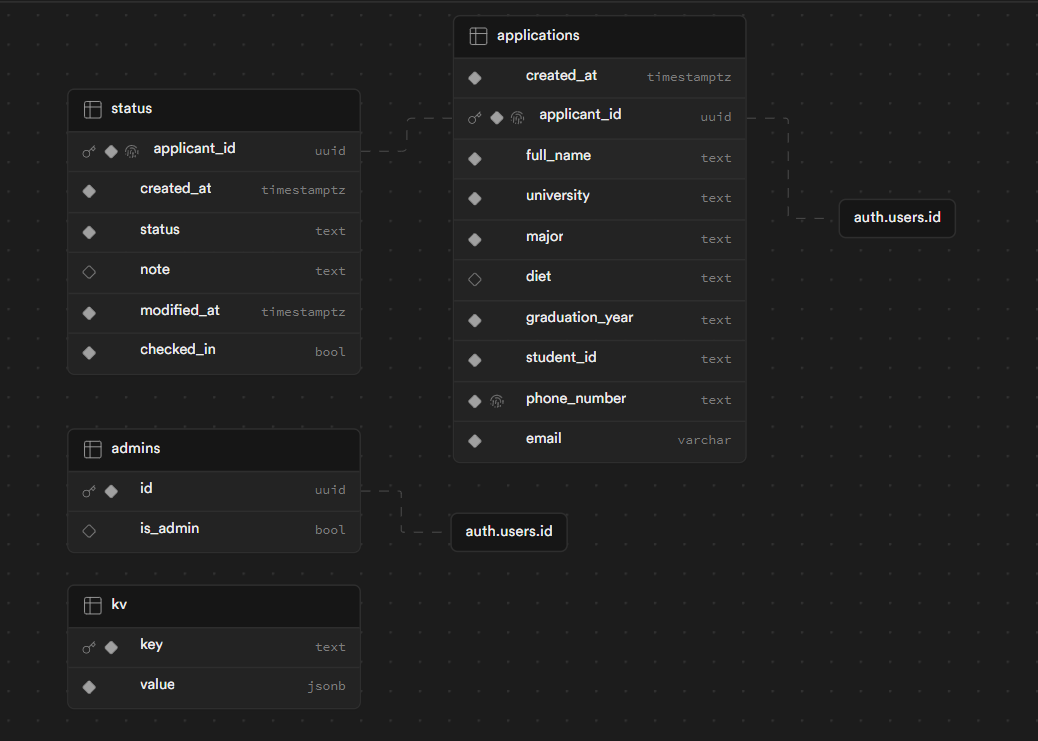 status
applicant_id uuid
created_at timestamptz
status text
note text
modified_at timestamptz
checked_in bool
admins
id uuid
is_admin bool
kv
key text
value jsonb
applications
created_at timestamptz
applicant_id uuid
full_name text
university text
major text
diet text
graduation_year text
student_id text
phone_number text
email varchar
auth.users.id
auth.users.id